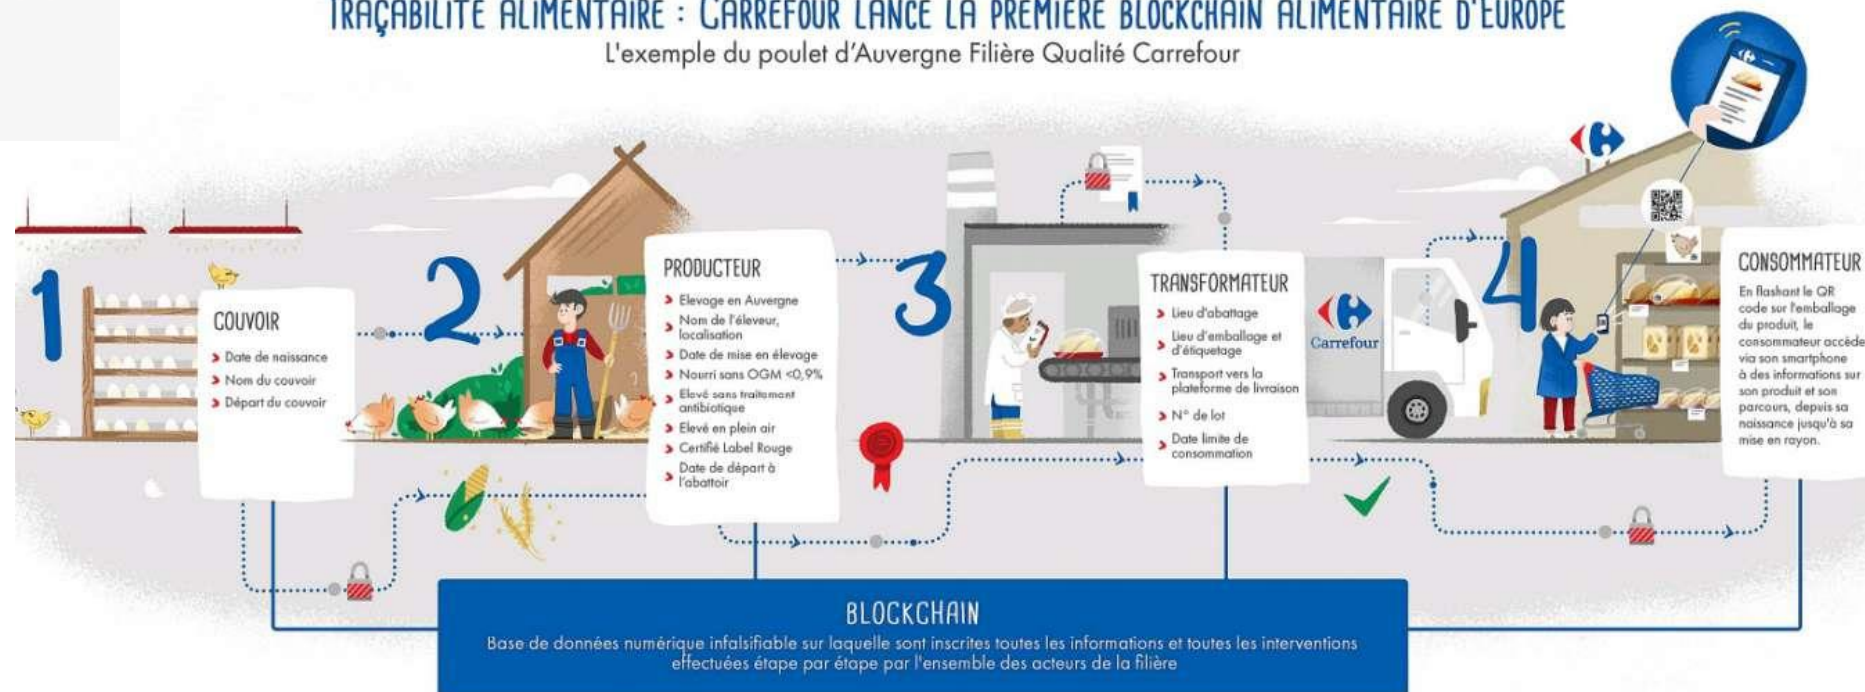 TRAÇABILITÉ ALIMENTAIRE : CARREFOUR LANCE LA PREMIÈRE BLOCKCHAIN ALIMENTAIRE D'EUROPE
L'exemple du poulet d'Auvergne Filière Qualité Carrefour
1
COUVOIR
Date de naissance
Nom du couvoir
Départ du couvoir
2
PRODUCTEUR
Elevage en Auvergne
Nom de l'éleveur,
localisation
Date de mise en élevage
Nourri sans OGM <0,9%
Elevé sans traitement
antibiotique
Elevé en plein air
Certifié Label Rouge
Date de départ à
l'abattoir
3
TRANSFORMATEUR
Lieu d'abattage
Lieu d'emballage et
d'étiquetage
Transport vers la
plateforme de livraison
N° de lot
Date limite de
consommation
Carrefour
4
CONSOMMATEUR
En flashant le QR
code sur l'emballage
du produit, le
consommateur accède
via son smartphone
à des informations sur
son produit et son
parcours, depuis sa
naissance jusqu'à sa
mise en rayon.
BLOCKCHAIN
Base de données numérique infalsifiable sur laquelle sont inscrites toutes les informations et toutes les interventions
effectuées étape par étape par l'ensemble des acteurs de la filière